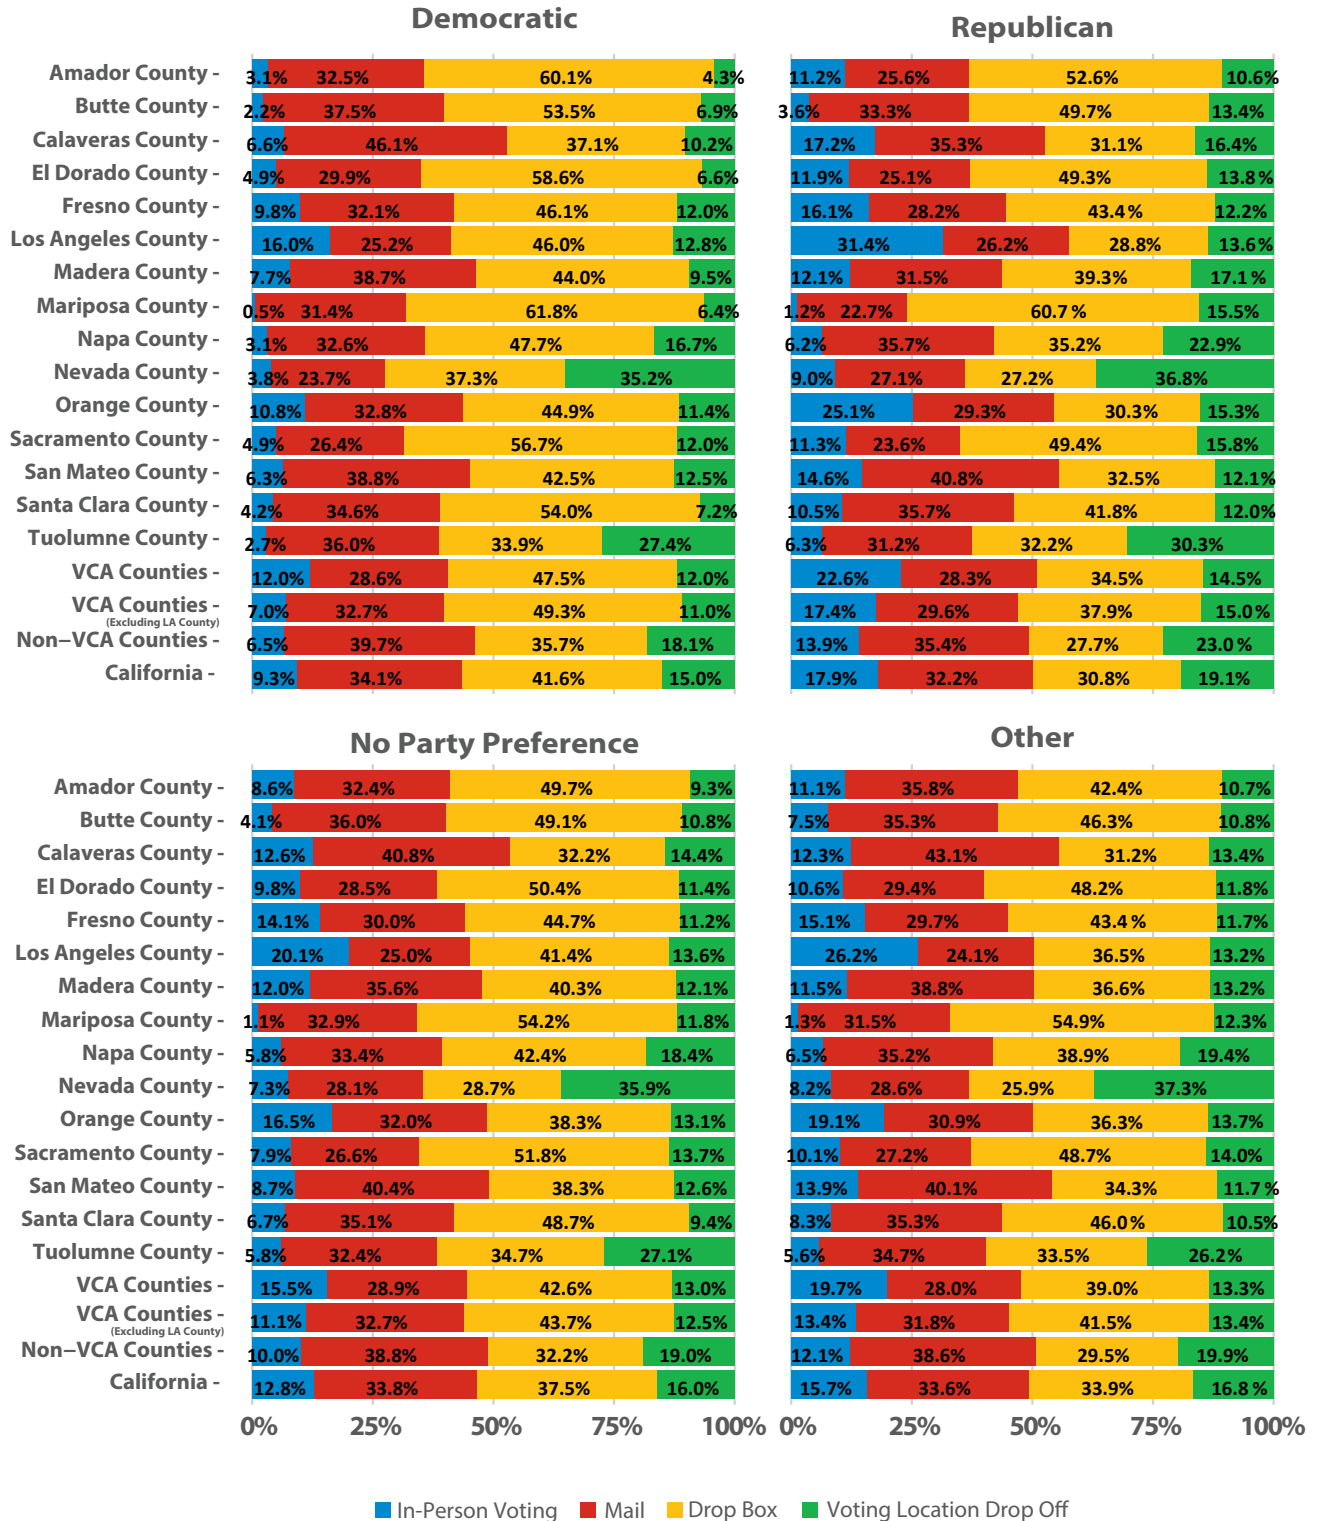 Democratic Republican
Amador County - 3.1% 32.5% 60.1% 4.3% 11.2% 25.6% 52.6% 10.6%
Butte County - 2.2% 37.5% 53.5% 6.9% 3.6% 33.3% 49.7% 13.4%
Calaveras County - 6.6% 46.1% 37.1% 10.2% 17.2% 35.3% 31.1% 16.4%
El Dorado County - 4.9% 29.9% 58.6% 6.6% 11.9% 25.1% 49.3% 13.8%
Fresno County - 9.8% 32.1% 46.1% 12.0% 16.1% 28.2% 43.4% 12.2%
Los Angeles County - 16.0% 25.2% 46.0% 12.8% 31.4% 26.2% 28.8% 13.6%
Madera County - 7.7% 38.7% 44.0% 9.5% 12.1% 31.5% 39.3% 17.1%
Mariposa County - 0.5% 31.4% 61.8% 6.4% 1.2% 22.7% 60.7% 15.5%
Napa County - 3.1% 32.6% 47.7% 16.7% 6.2% 35.7% 35.2% 22.9%
Nevada County - 3.8% 23.7% 37.3% 35.2% 9.0% 27.1% 27.2% 36.8%
Orange County - 10.8% 32.8% 44.9% 11.4% 25.1% 29.3% 30.3% 15.3%
Sacramento County - 4.9% 26.4% 56.7% 12.0% 11.3% 23.6% 49.4% 15.8%
San Mateo County - 6.3% 38.8% 42.5% 12.5% 14.6% 40.8% 32.5% 12.1%
Santa Clara County - 4.2% 34.6% 54.0% 7.2% 10.5% 35.7% 41.8% 12.0%
Tuolumne County - 2.7% 36.0% 33.9% 27.4% 6.3% 31.2% 32.2% 30.3%
VCA Counties - 12.0% 28.6% 47.5% 12.0% 22.6% 28.3% 34.5% 14.5%
VCA Counties - 7.0% 32.7% 49.3% 11.0% 17.4% 29.6% 37.9% 15.0%
(Excluding LA County)
Non–VCA Counties - 6.5% 39.7% 35.7% 18.1% 13.9% 35.4% 27.7% 23.0%
California - 9.3% 34.1% 41.6% 15.0% 17.9% 32.2% 30.8% 19.1%
No Party Preference Other
Amador County - 8.6% 32.4% 49.7% 9.3% 11.1% 35.8% 42.4% 10.7%
Butte County - 4.1% 36.0% 49.1% 10.8% 7.5% 35.3% 46.3% 10.8%
Calaveras County - 12.6% 40.8% 32.2% 14.4% 12.3% 43.1% 31.2% 13.4%
El Dorado County - 9.8% 28.5% 50.4% 11.4% 10.6% 29.4% 48.2% 11.8%
Fresno County - 14.1% 30.0% 44.7% 11.2% 15.1% 29.7% 43.4% 11.7%
Los Angeles County - 20.1% 25.0% 41.4% 13.6% 26.2% 24.1% 36.5% 13.2%
Madera County - 12.0% 35.6% 40.3% 12.1% 11.5% 38.8% 36.6% 13.2%
Mariposa County - 1.1% 32.9% 54.2% 11.8% 1.3% 31.5% 54.9% 12.3%
Napa County - 5.8% 33.4% 42.4% 18.4% 6.5% 35.2% 38.9% 19.4%
Nevada County - 7.3% 28.1% 28.7% 35.9% 8.2% 28.6% 25.9% 37.3%
Orange County - 16.5% 32.0% 38.3% 13.1% 19.1% 30.9% 36.3% 13.7%
Sacramento County - 7.9% 26.6% 51.8% 13.7% 10.1% 27.2% 48.7% 14.0%
San Mateo County - 8.7% 40.4% 38.3% 12.6% 13.9% 40.1% 34.3% 11.7%
Santa Clara County - 6.7% 35.1% 48.7% 9.4% 8.3% 35.3% 46.0% 10.5%
Tuolumne County - 5.8% 32.4% 34.7% 27.1% 5.6% 34.7% 33.5% 26.2%
VCA Counties - 15.5% 28.9% 42.6% 13.0% 19.7% 28.0% 39.0% 13.3%
VCA Counties - 11.1% 32.7% 43.7% 12.5% 13.4% 31.8% 41.5% 13.4%
(Excluding LA County)
Non–VCA Counties - 10.0% 38.8% 32.2% 19.0% 12.1% 38.6% 29.5% 19.9%
California - 12.8% 33.8% 37.5% 16.0% 15.7% 33.6% 33.9% 16.8%
0% 25% 50% 75% 100% 0% 25% 50% 75% 100%
In-Person Voting Mail Drop Box Voting Location Drop Off